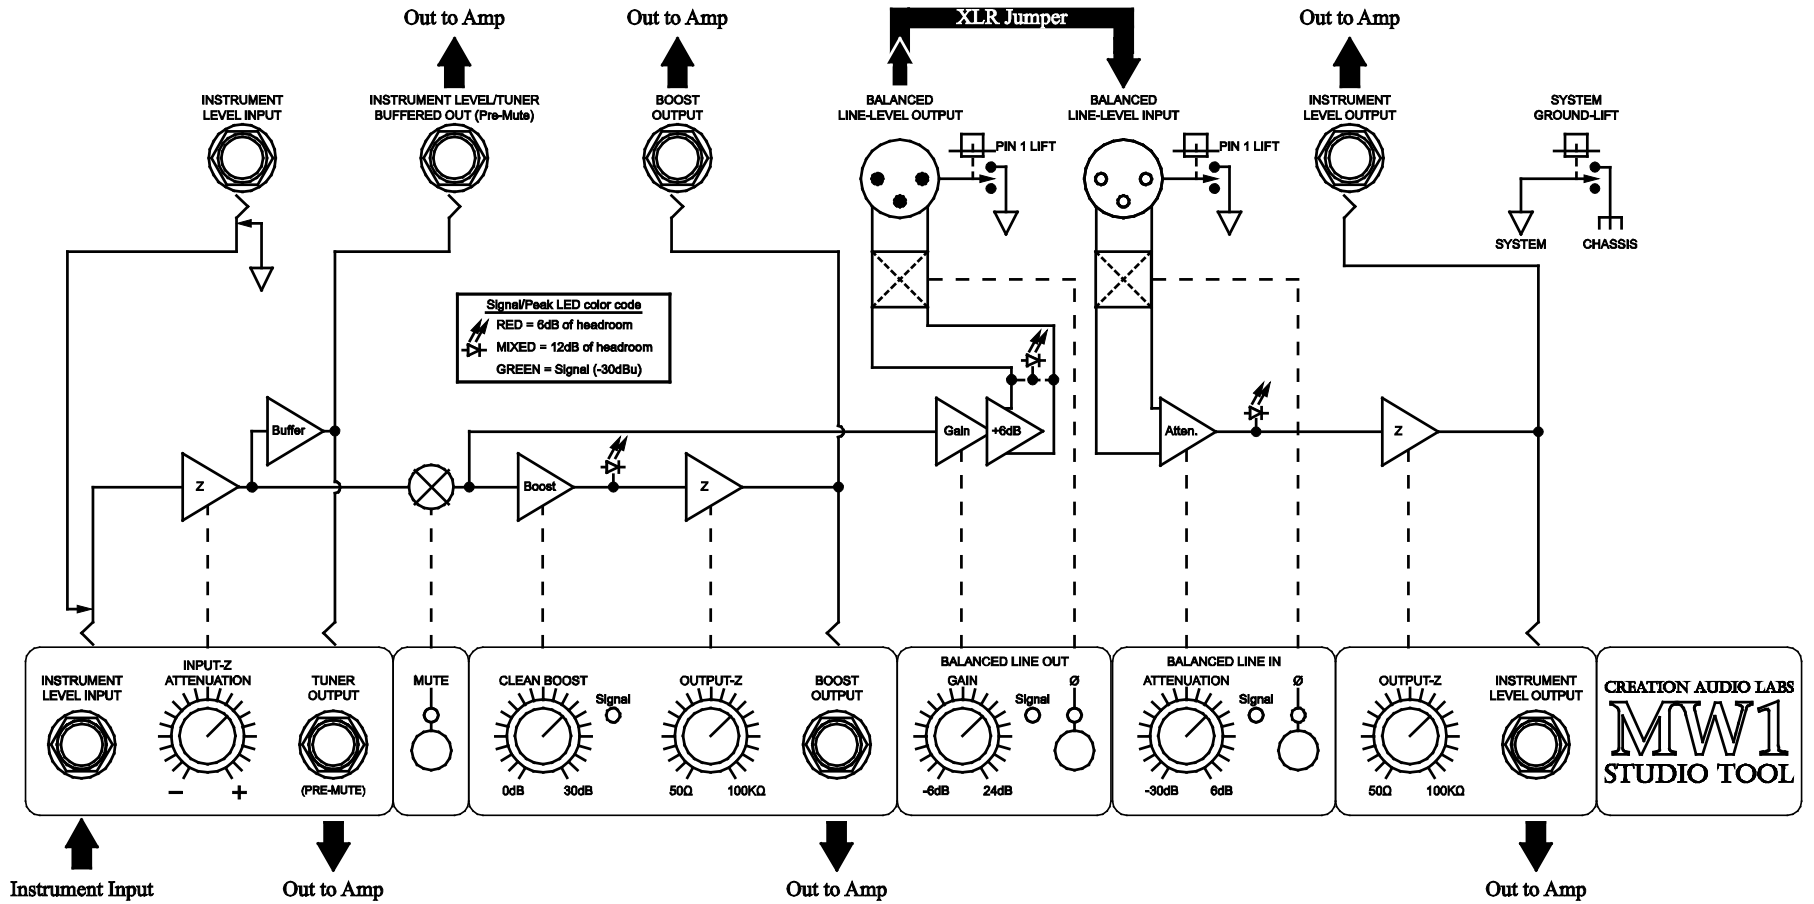 Out to Amp
Out to Amp
XLR Jumper
Out to Amp
INSTRUMENT
LEVEL INPUT
INSTRUMENT LEVEL/TUNER
BUFFERED OUT (Pre-Mute)
BOOST
OUTPUT
BALANCED
LINE-LEVEL OUTPUT
BALANCED
LINE-LEVEL INPUT
INSTRUMENT
LEVEL OUTPUT
SYSTEM
GROUND-LIFT
PIN 1 LIFT
PIN 1 LIFT
SYSTEM
CHASSIS
Signal/Peak LED color code
RED = 6dB of headroom
MIXED = 12dB of headroom
GREEN = Signal (-30dBu)
Buffer
Gain
+6dB
Atten.
Z
Z
Boost
Z
INSTRUMENT
LEVEL INPUT
INPUT-Z
ATTENUATION
− +
TUNER
OUTPUT
(PRE-MUTE)
MUTE
CLEAN BOOST
0dB 30dB
Signal
OUTPUT-Z
50Ω 100KΩ
BOOST
OUTPUT
BALANCED LINE OUT
GAIN
-6dB 24dB
Signal
Ø
BALANCED LINE IN
ATTENUATION
-30dB 6dB
Signal
Ø
OUTPUT-Z
50Ω 100KΩ
INSTRUMENT
LEVEL OUTPUT
CREATION AUDIO LABS
MW1
STUDIO TOOL
Instrument Input
Out to Amp
Out to Amp
Out to Amp